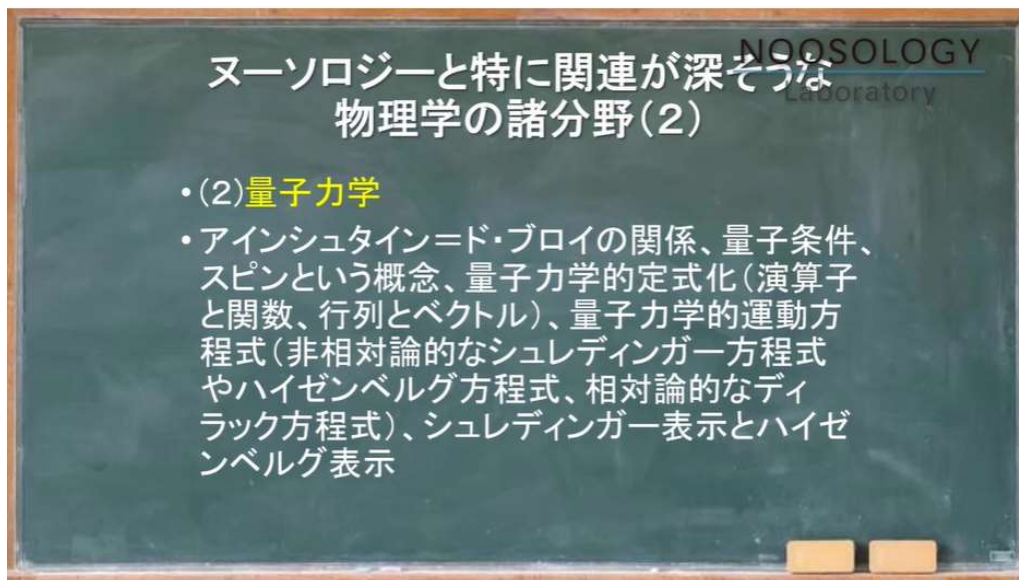 ヌーソロジーと特に関連が深そうな
物理学の諸分野(2)
NOOSOLOGY
Laboratory
•(2)量子力学
•アインシュタイン=ド・ブロイの関係、量子条件、
スピンという概念、量子力学的定式化(演算子
と関数、行列とベクトル)、量子力学的運動方
程式(非相対論的なシュレディンガー方程式
やハイゼンベルグ方程式、相対論的なディ
ラック方程式)、シュレディンガー表示とハイゼ
ンベルグ表示